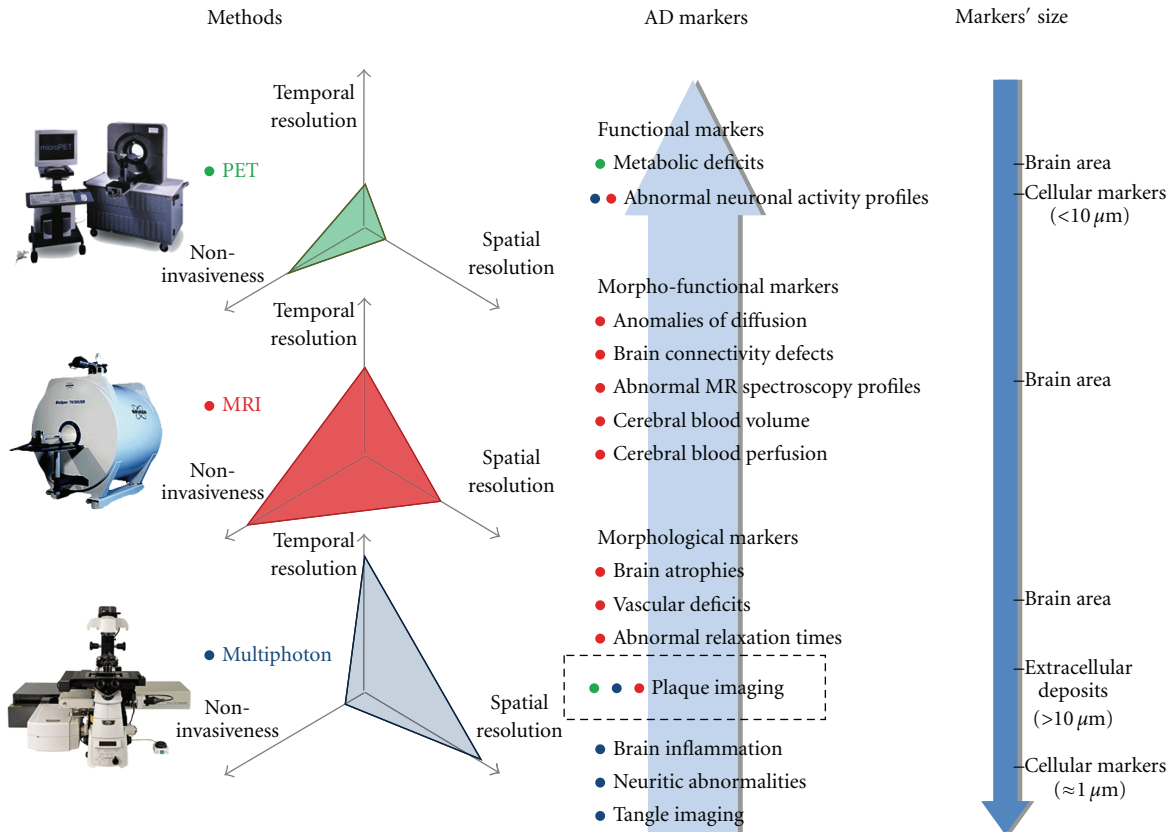 Methods
AD markers
Markers' size
Temporal
resolution
microPET
PET
Non-
invasiveness
Spatial
resolution
Functional markers
Metabolic deficits
Abnormal neuronal activity profiles
Brain area
Cellular markers
(<10 μm)
Temporal
resolution
MRI
Non-
invasiveness
Spatial
resolution
Morpho-functional markers
Anomalies of diffusion
Brain connectivity defects
Abnormal MR spectroscopy profiles
Cerebral blood volume
Cerebral blood perfusion
Brain area
Temporal
resolution
Multiphoton
Non-
invasiveness
Spatial
resolution
Morphological markers
Brain atrophies
Vascular deficits
Abnormal relaxation times
Plaque imaging
Brain inflammation
Neuritic abnormalities
Tangle imaging
Brain area
Extracellular
deposits
(>10 μm)
Cellular markers
(≈1 μm)